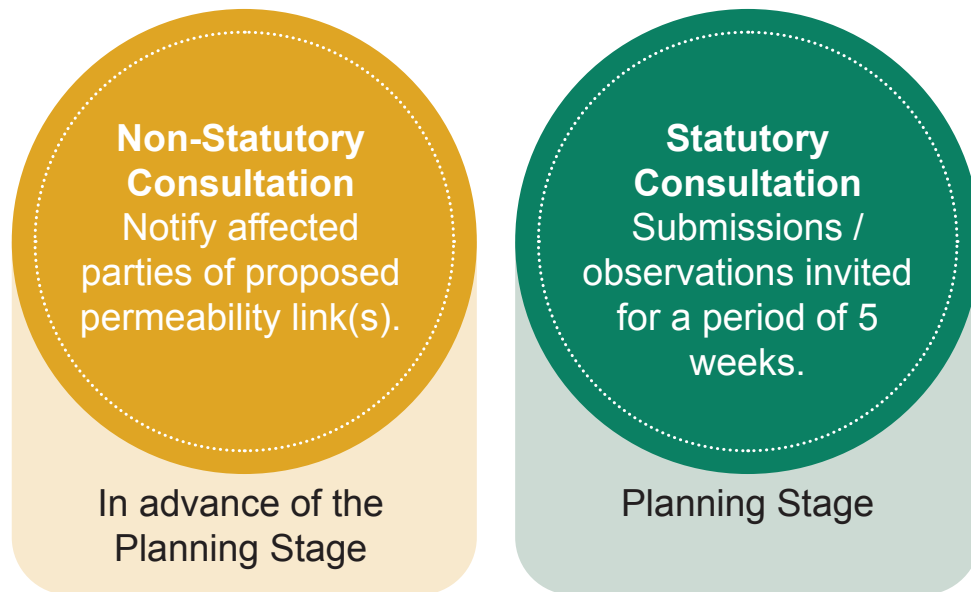 Non-Statutory
Consultation
Notify affected
parties of proposed
permeability link(s).
In advance of the
Planning Stage
Statutory
Consultation
Submissions /
observations invited
for a period of 5
weeks.
Planning Stage